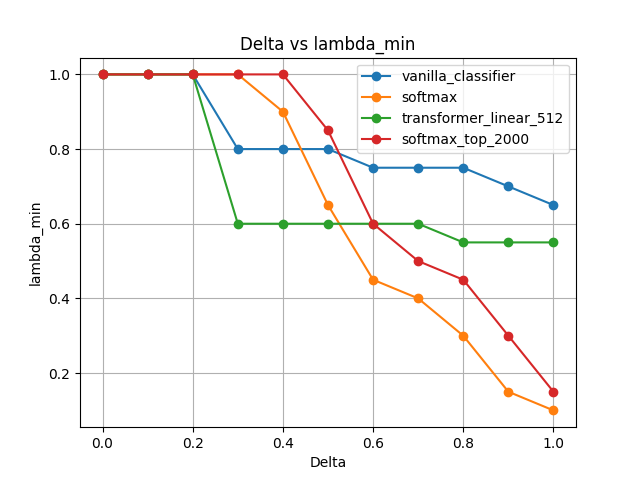 Delta vs lambda_min
vanilla_classifier
softmax
transformer_linear_512
softmax_top_2000
lambda_min
1.0
0.8
0.6
0.4
0.2
0.0 0.2 0.4 0.6 0.8 1.0
Delta